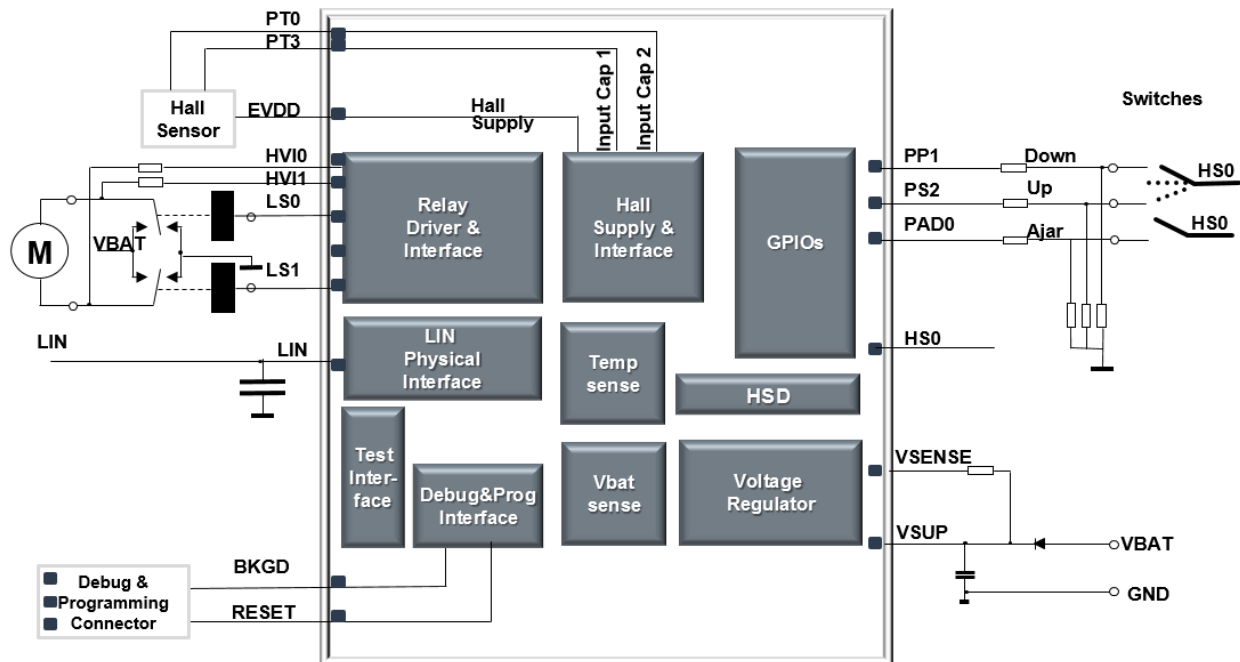 PT0
PT3
Hall
Sensor
EVDD
Hall
Supply
Input Cap 1
Input Cap 2
Switches
HVI0
HVI1
LS0
VBAT
M
LS1
Relay
Driver &
Interface
Hall
Supply &
Interface
GPIOs
PP1
Down
PS2
Up
PAD0
Ajar
HS0
HS0
LIN
LIN
LIN
Physical
Interface
Temp
sense
HS0
HSD
Test
Inter-
face
Debug&Prog
Interface
Vbat
sense
Voltage
Regulator
VSENSE
VSUP
VBAT
GND
BKGD
RESET
Debug &
Programming
Connector